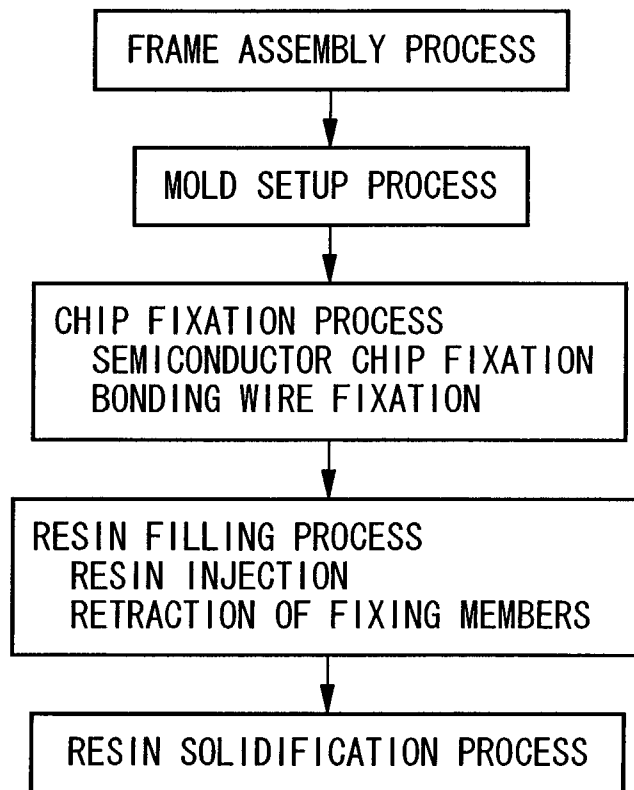 FRAME ASSEMBLY PROCESS
MOLD SETUP PROCESS
CHIP FIXATION PROCESS
SEMICONDUCTOR CHIP FIXATION
BONDING WIRE FIXATION
RESIN FILLING PROCESS
RESIN INJECTION
RETRACTION OF FIXING MEMBERS
RESIN SOLIDIFICATION PROCESS